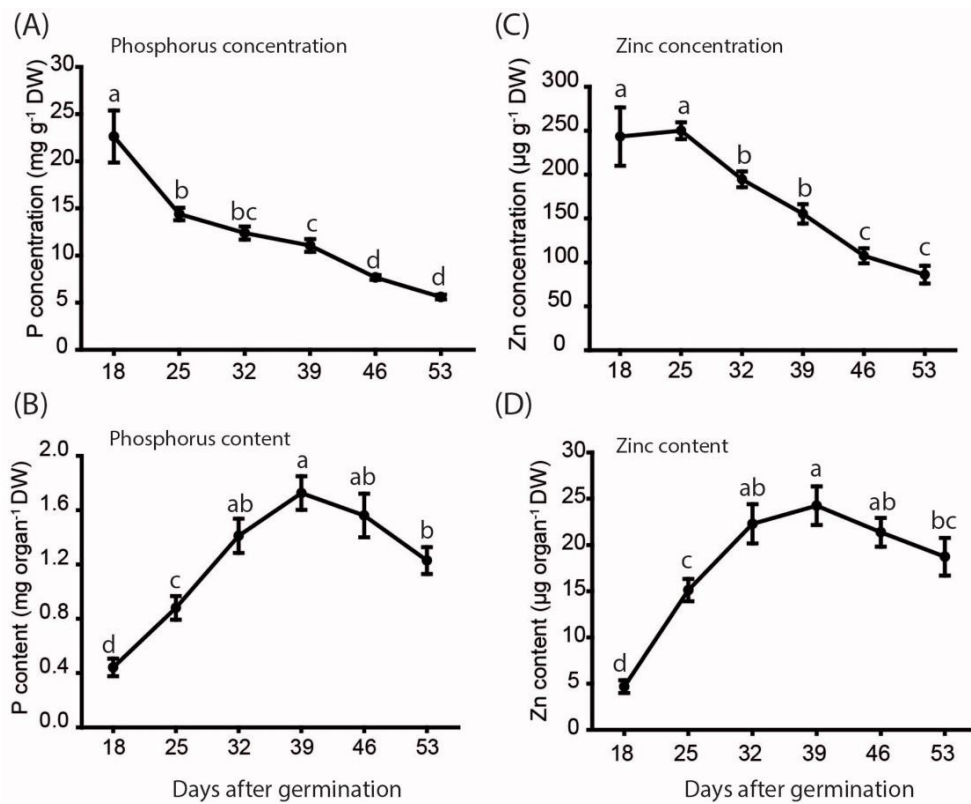 (A)
Phosphorus concentration
P concentration (mg g⁻¹ DW)
30
25
20
15
10
5
0
a
b
bc
c
d
d
18 25 32 39 46 53
(C)
Zinc concentration
Zn concentration (µg g⁻¹ DW)
300
250
200
150
100
50
0
a
a
b
b
c
c
18 25 32 39 46 53
(B)
Phosphorus content
P content (mg organ⁻¹ DW)
2.0
1.6
1.2
0.8
0.4
0.0
d
c
ab
a
ab
b
18 25 32 39 46 53
Days after germination
(D)
Zinc content
Zn content (µg organ⁻¹ DW)
30
25
20
15
10
5
0
d
c
ab
a
ab
bc
18 25 32 39 46 53
Days after germination